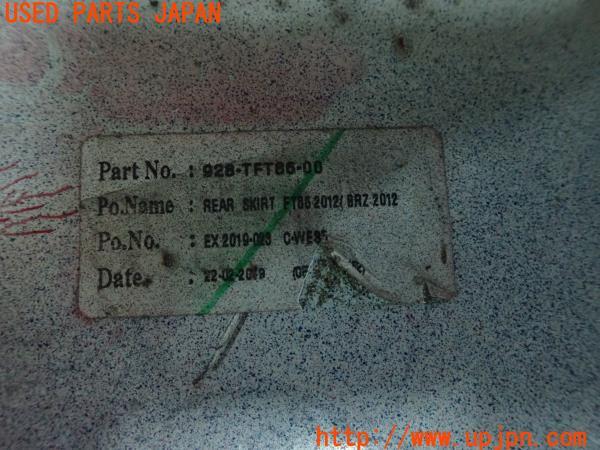 USED PARTS JAPAN
Part No. : 928-TFT86-00
Po.Name : REAR SKIRT FT86 2012/ BRZ 2012
Po.No. : EX 2019-023 C-WEST
Date. : 22-02-2019
http://www.upjpn.com